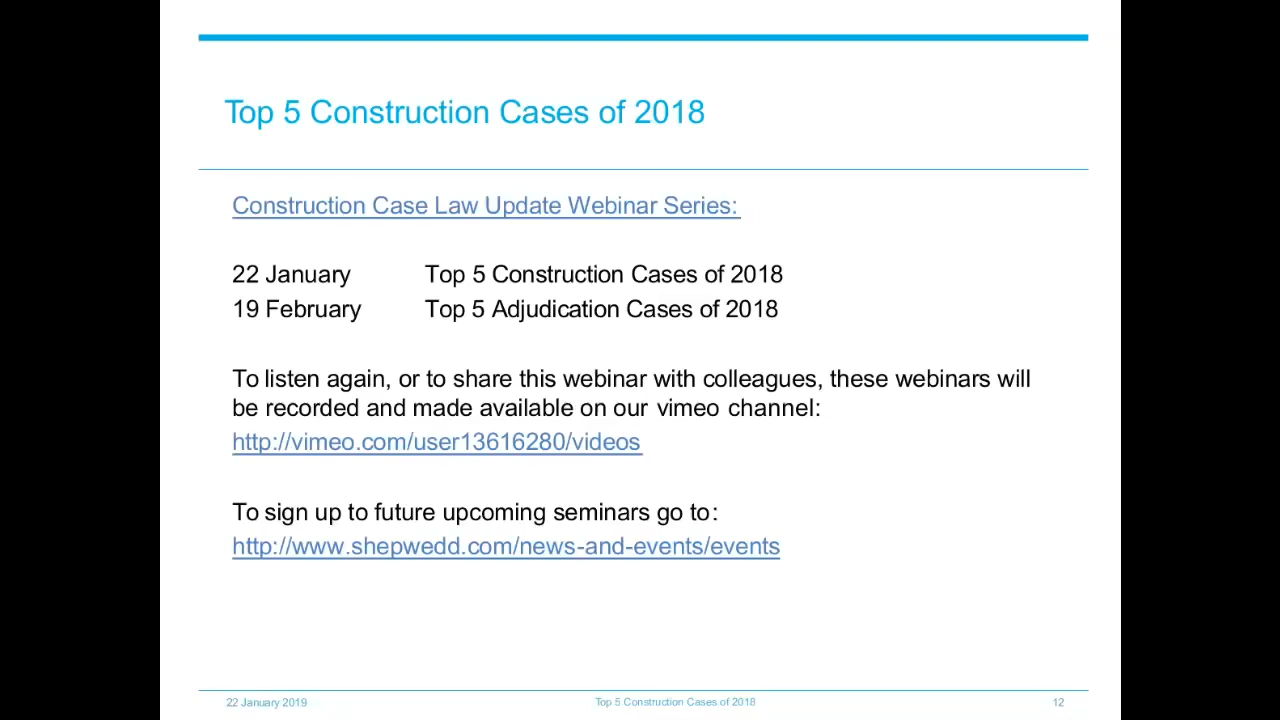 Top 5 Construction Cases of 2018
Construction Case Law Update Webinar Series:
22 January Top 5 Construction Cases of 2018
19 February Top 5 Adjudication Cases of 2018
To listen again, or to share this webinar with colleagues, these webinars will
be recorded and made available on our vimeo channel:
http://vimeo.com/user13616280/videos
To sign up to future upcoming seminars go to:
http://www.shepwedd.com/news-and-events/events
22 January 2019 Top 5 Construction Cases of 2018 12